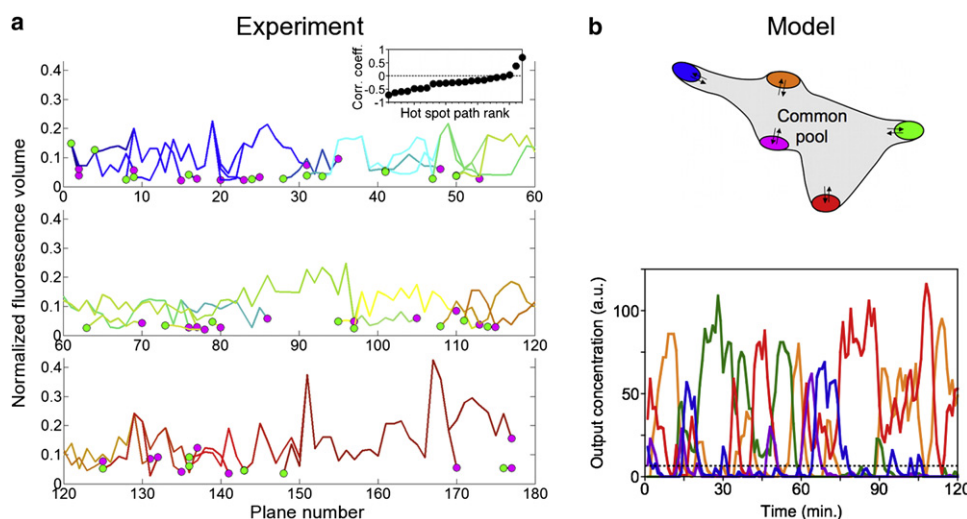 a
Experiment
Normalized fluorescence volume
Corr. coeff.
1
0.5
0
-0.5
-1
Hot spot path rank
0.4
0.3
0.2
0.1
0
0 10 20 30 40 50 60
0.4
0.3
0.2
0.1
0
60 70 80 90 100 110 120
0.4
0.3
0.2
0.1
0
120 130 140 150 160 170 180
Plane number
b
Model
Common
pool
Output concentration (a.u.)
100
50
0
0 30 60 90 120
Time (min.)